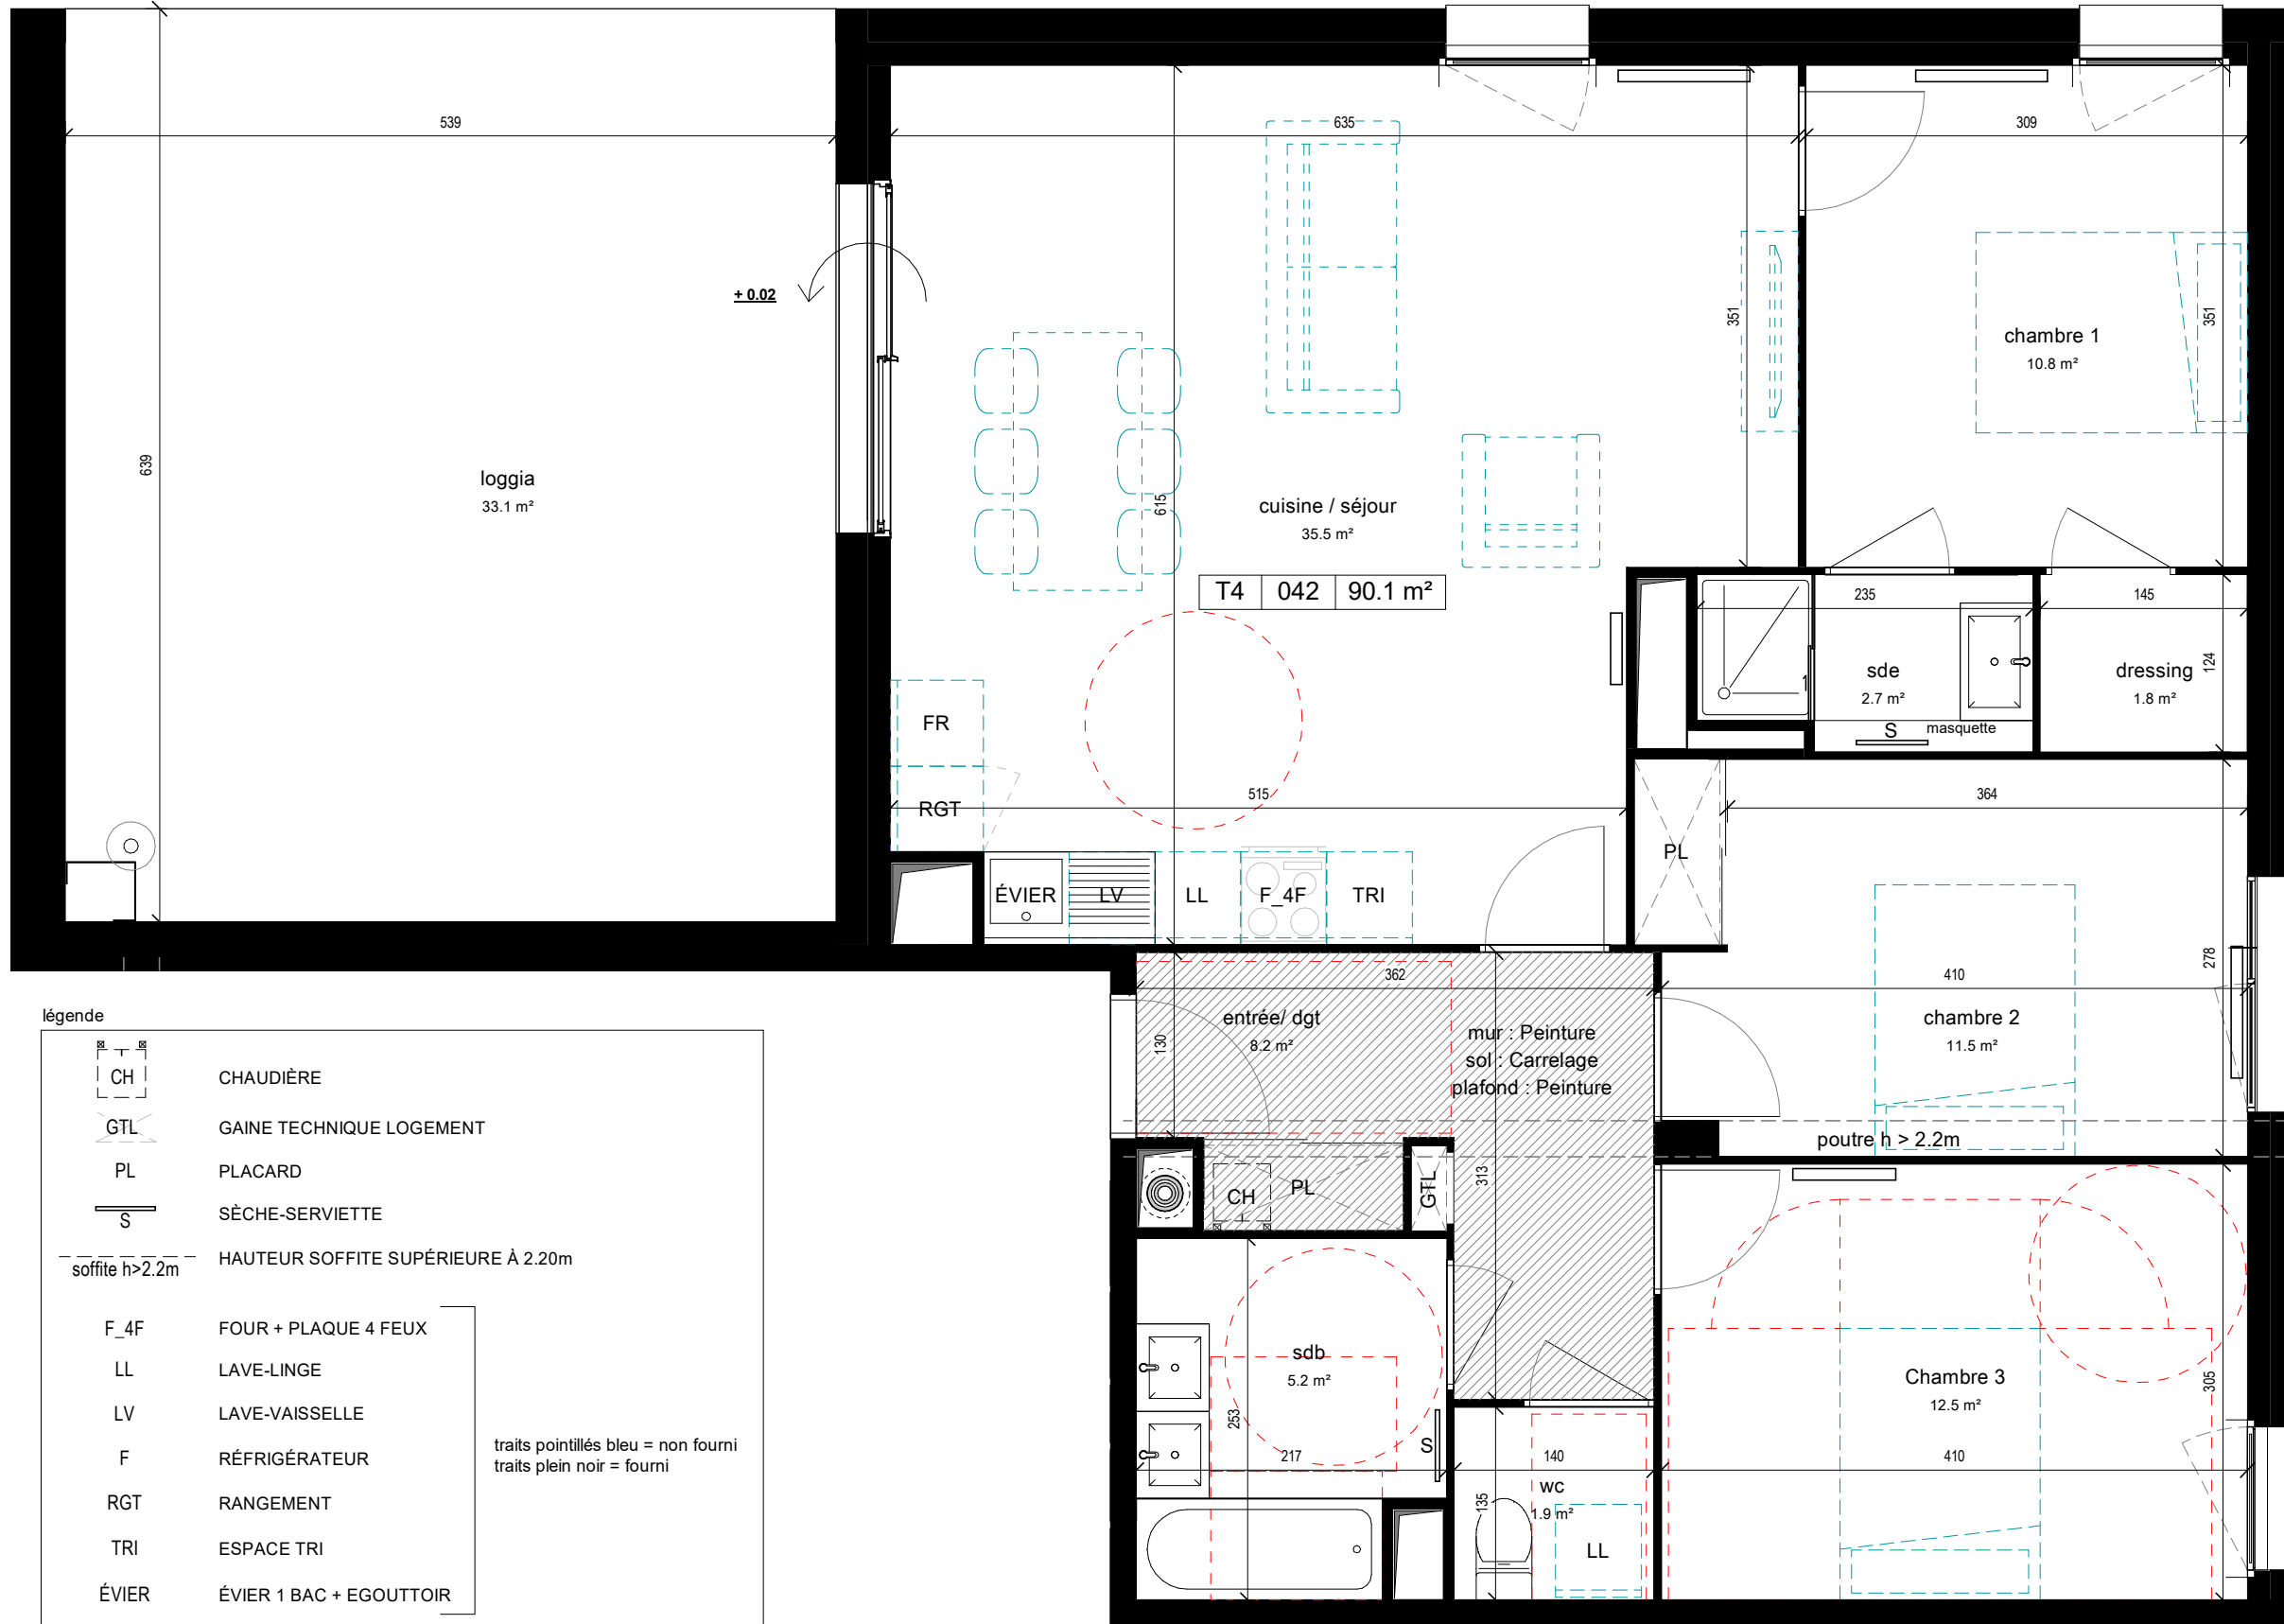 539
635
309
+ 0.02
351
351
chambre 1
10.8 m²
639
loggia
33.1 m²
615
cuisine / séjour
35.5 m²
T4 042 90.1 m²
235
145
sde
2.7 m²
dressing
1.8 m²
124
S
masquette
FR
RGT
515
364
PL
ÉVIER
LV
LL
F_4F
TRI
278
362
410
entrée/ dgt
8.2 m²
130
mur : Peinture
sol : Carrelage
plafond : Peinture
chambre 2
11.5 m²
poutre h > 2.2m
313
CH
PL
GTL
sdb
5.2 m²
253
217
S
140
wc
1.9 m²
135
LL
Chambre 3
12.5 m²
305
410
légende
CH CHAUDIÈRE
GTL GAINE TECHNIQUE LOGEMENT
PL PLACARD
S SÈCHE-SERVIETTE
soffite h>2.2m HAUTEUR SOFFITE SUPÉRIEURE À 2.20m
F_4F FOUR + PLAQUE 4 FEUX
LL LAVE-LINGE
LV LAVE-VAISSELLE
F RÉFRIGÉRATEUR
RGT RANGEMENT
TRI ESPACE TRI
ÉVIER ÉVIER 1 BAC + EGOUTTOIR
traits pointillés bleu = non fourni
traits plein noir = fourni